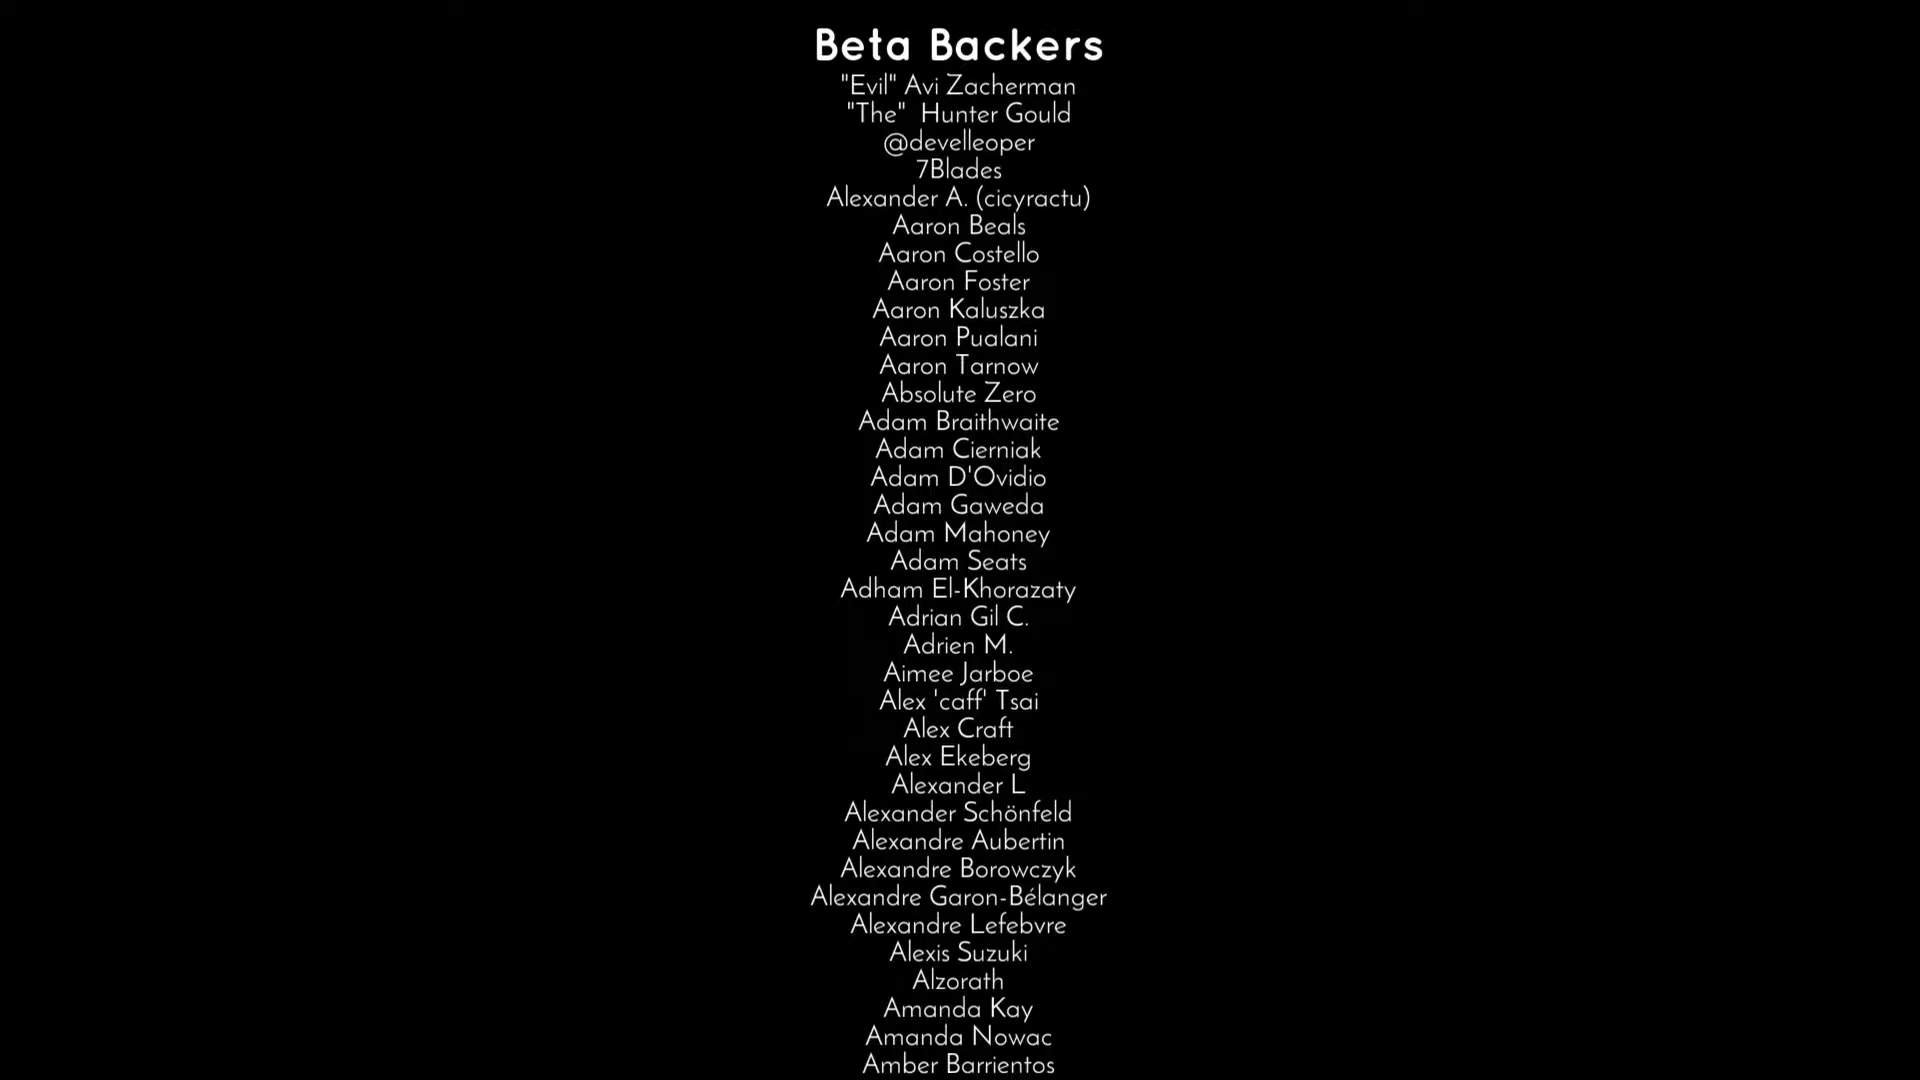 Beta Backers
"Evil" Avi Zacherman
"The"  Hunter Gould
@develleoper
7Blades
Alexander A. (cicyractu)
Aaron Beals
Aaron Costello
Aaron Foster
Aaron Kaluszka
Aaron Pualani
Aaron Tarnow
Absolute Zero
Adam Braithwaite
Adam Cierniak
Adam D'Ovidio
Adam Gaweda
Adam Mahoney
Adam Seats
Adham El-Khorazaty
Adrian Gil C.
Adrien M.
Aimee Jarboe
Alex 'caff' Tsai
Alex Craft
Alex Ekeberg
Alexander L
Alexander Schönfeld
Alexandre Aubertin
Alexandre Borowczyk
Alexandre Garon-Bélanger
Alexandre Lefebvre
Alexis Suzuki
Alzorath
Amanda Kay
Amanda Nowac
Amber Barrientos